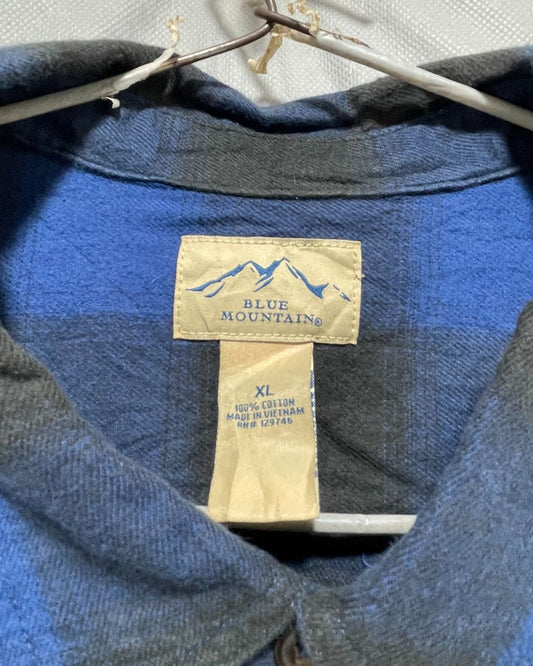 BLUE
MOUNTAIN®
XL
100% COTTON
MADE IN VIETNAM
RN# 129746